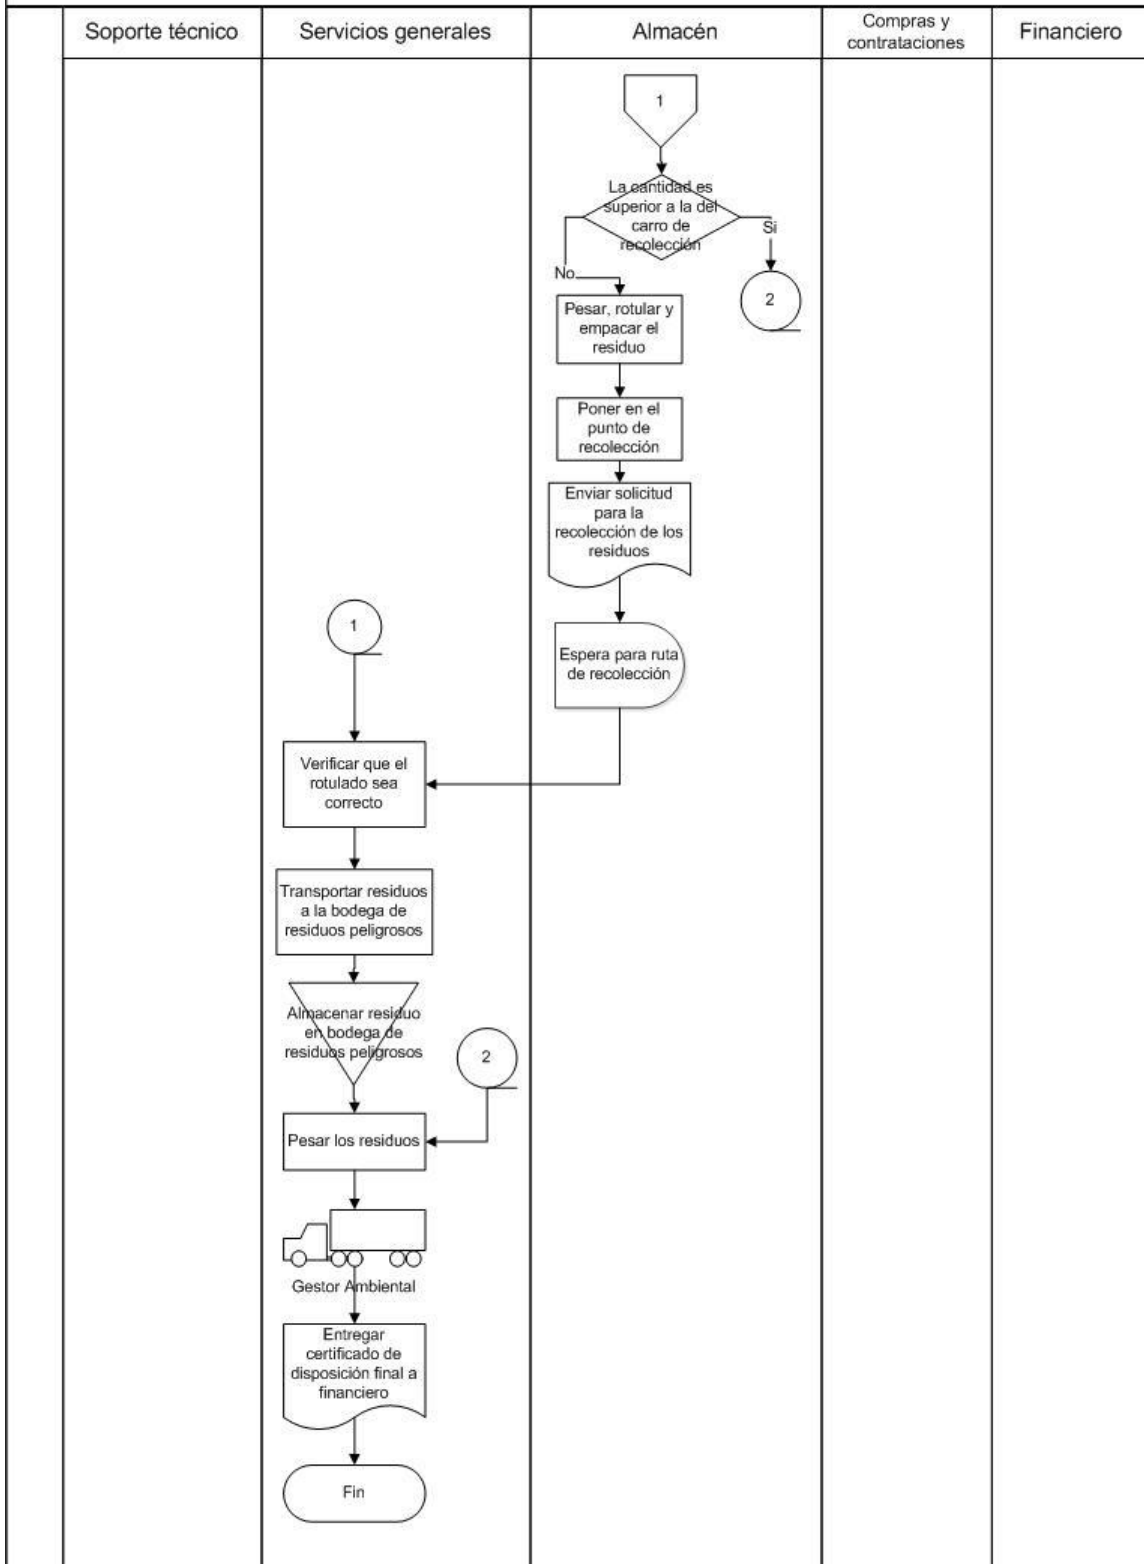 Soporte técnico
Servicios generales
Almacén
Compras y
contrataciones
Financiero
1
La cantidad es
superior a la del
carro de
recolección
Si
No
2
Pesar, rotular y
empacar el
residuo
Poner en el
punto de
recolección
Enviar solicitud
para la
recolección de los
residuos
1
Espera para ruta
de recolección
Verificar que el
rotulado sea
correcto
Transportar residuos
a la bodega de
residuos peligrosos
Almacenar residuo
en bodega de
residuos peligrosos
2
Pesar los residuos
Gestor Ambiental
Entregar
certificado de
disposición final a
financiero
Fin